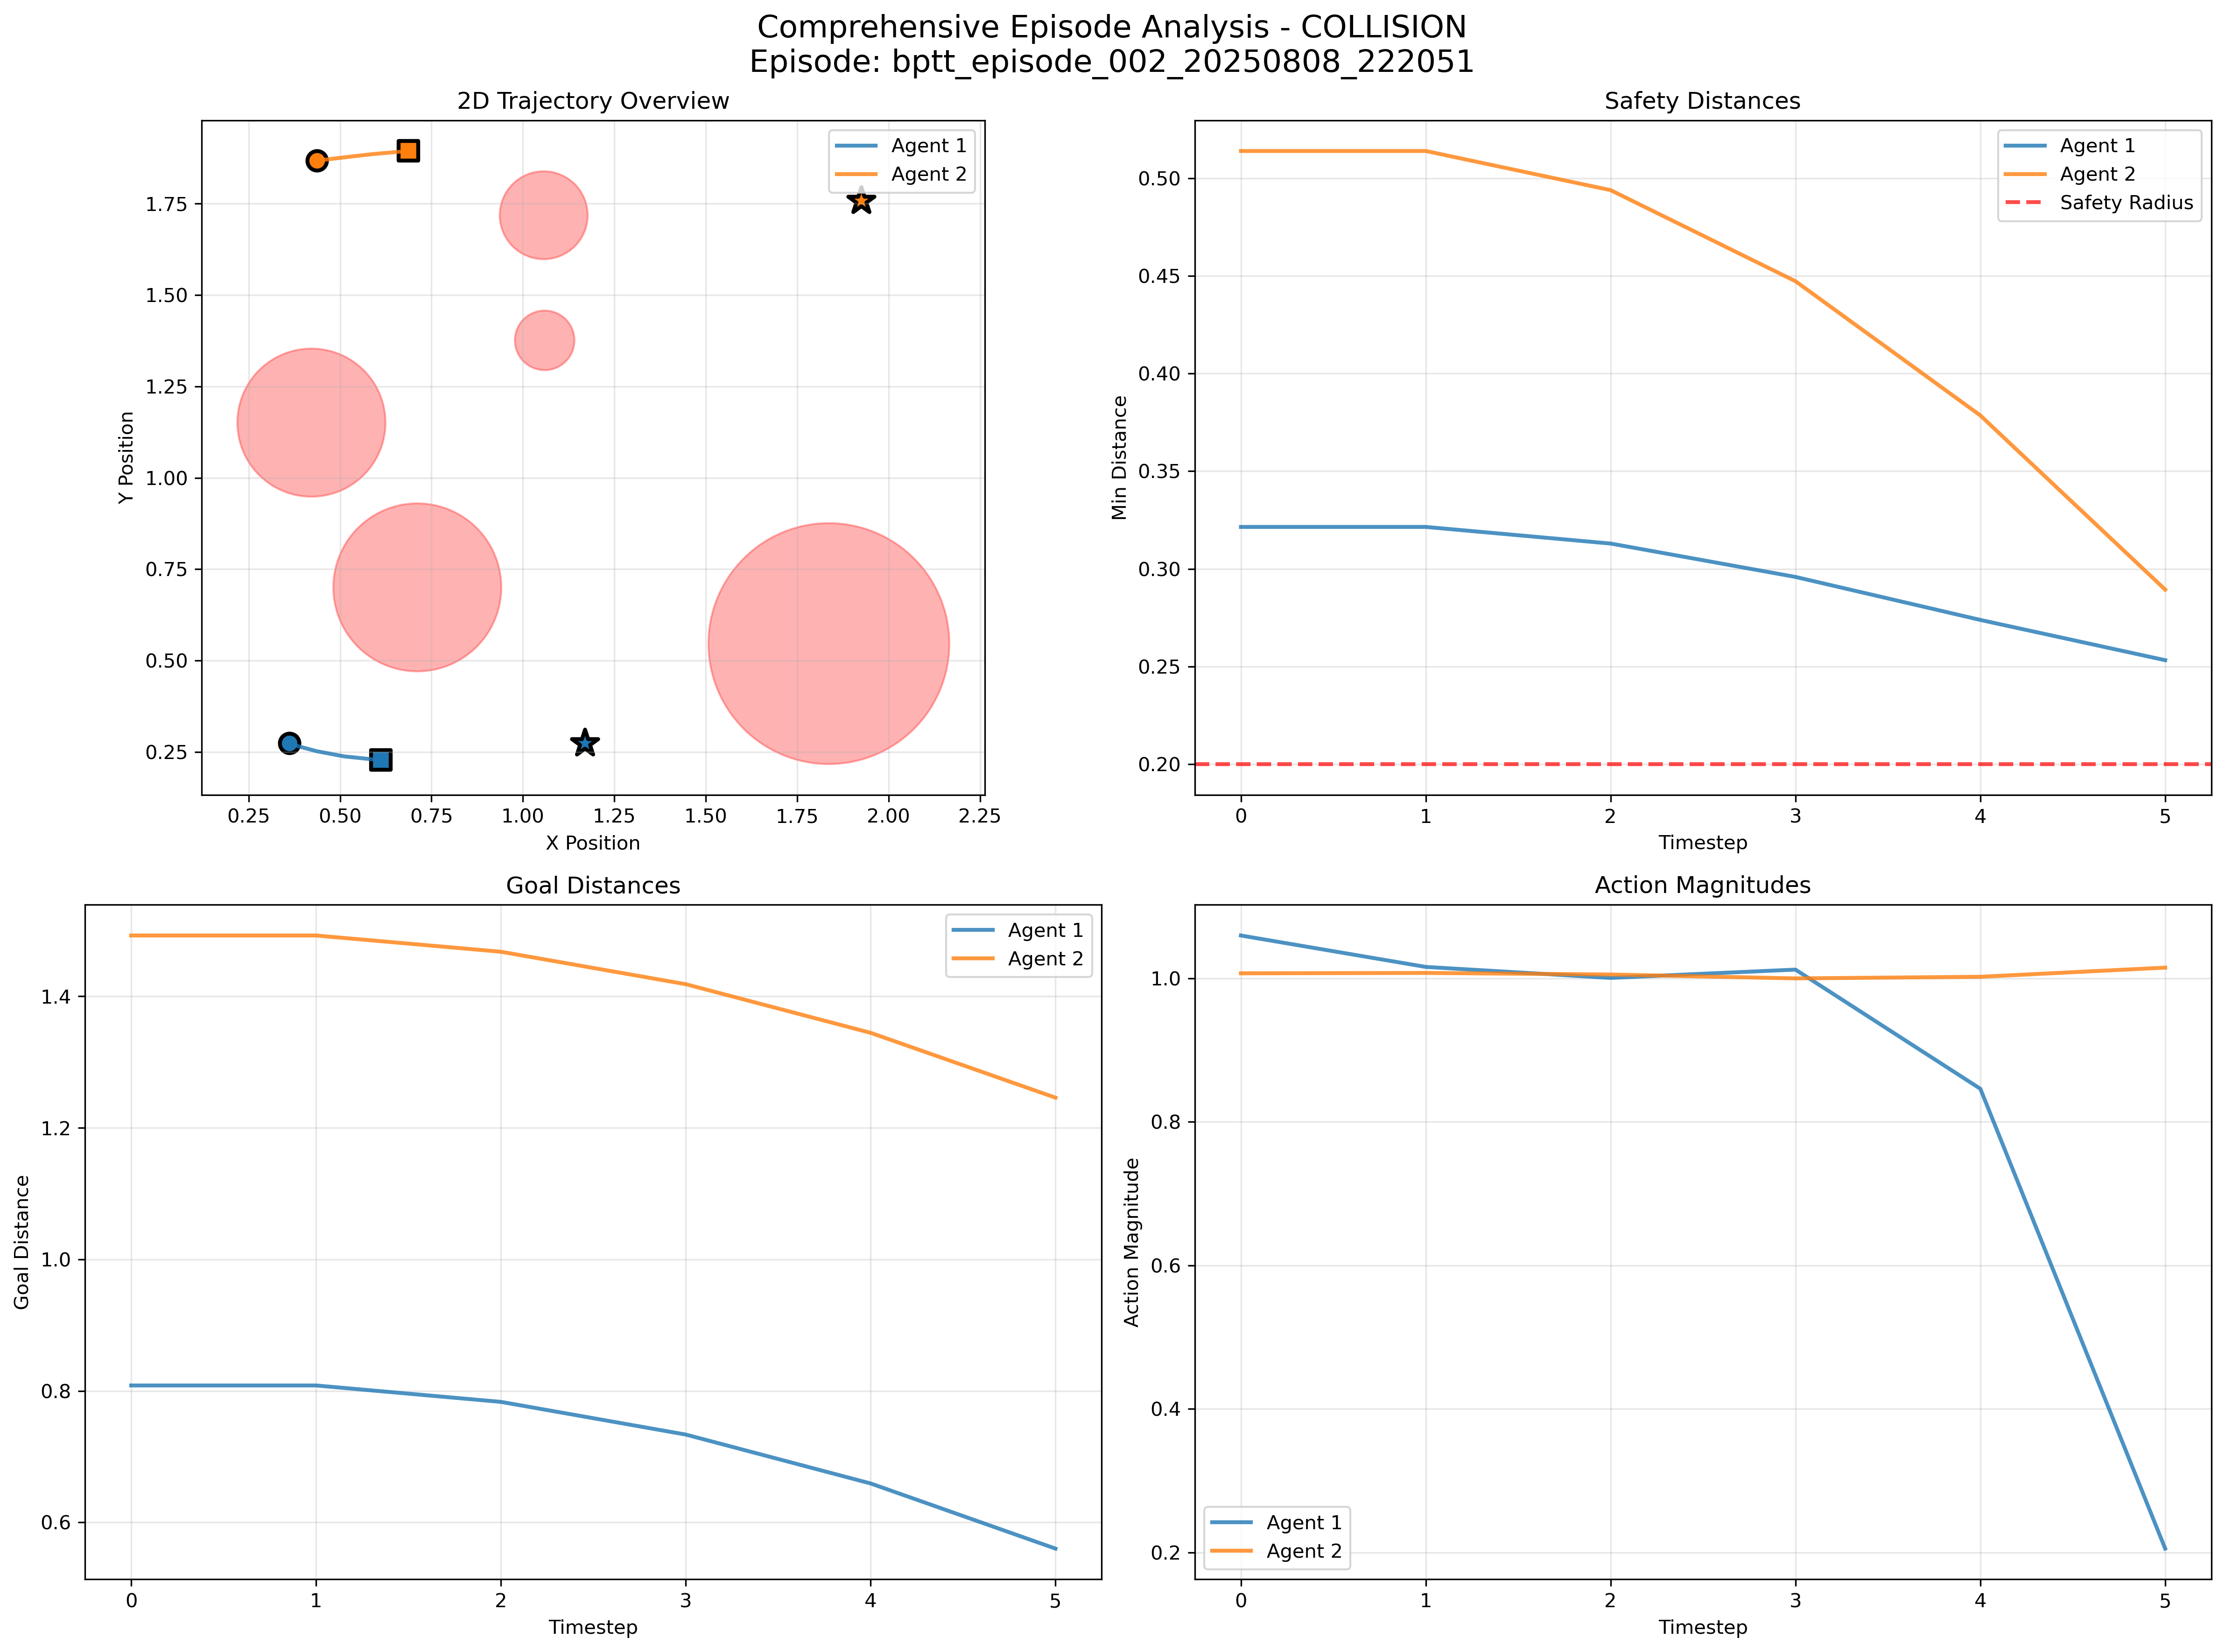 Comprehensive Episode Analysis - COLLISION
Episode: bptt_episode_002_20250808_222051
2D Trajectory Overview
Agent 1
Agent 2
1.75
1.50
1.25
1.00
0.75
0.50
0.25
Y Position
0.25 0.50 0.75 1.00 1.25 1.50 1.75 2.00 2.25
X Position
Safety Distances
Agent 1
Agent 2
Safety Radius
0.50
0.45
0.40
0.35
0.30
0.25
0.20
Min Distance
0 1 2 3 4 5
Timestep
Goal Distances
Agent 1
Agent 2
1.4
1.2
1.0
0.8
0.6
Goal Distance
0 1 2 3 4 5
Timestep
Action Magnitudes
1.0
0.8
0.6
0.4
0.2
Action Magnitude
Agent 1
Agent 2
0 1 2 3 4 5
Timestep